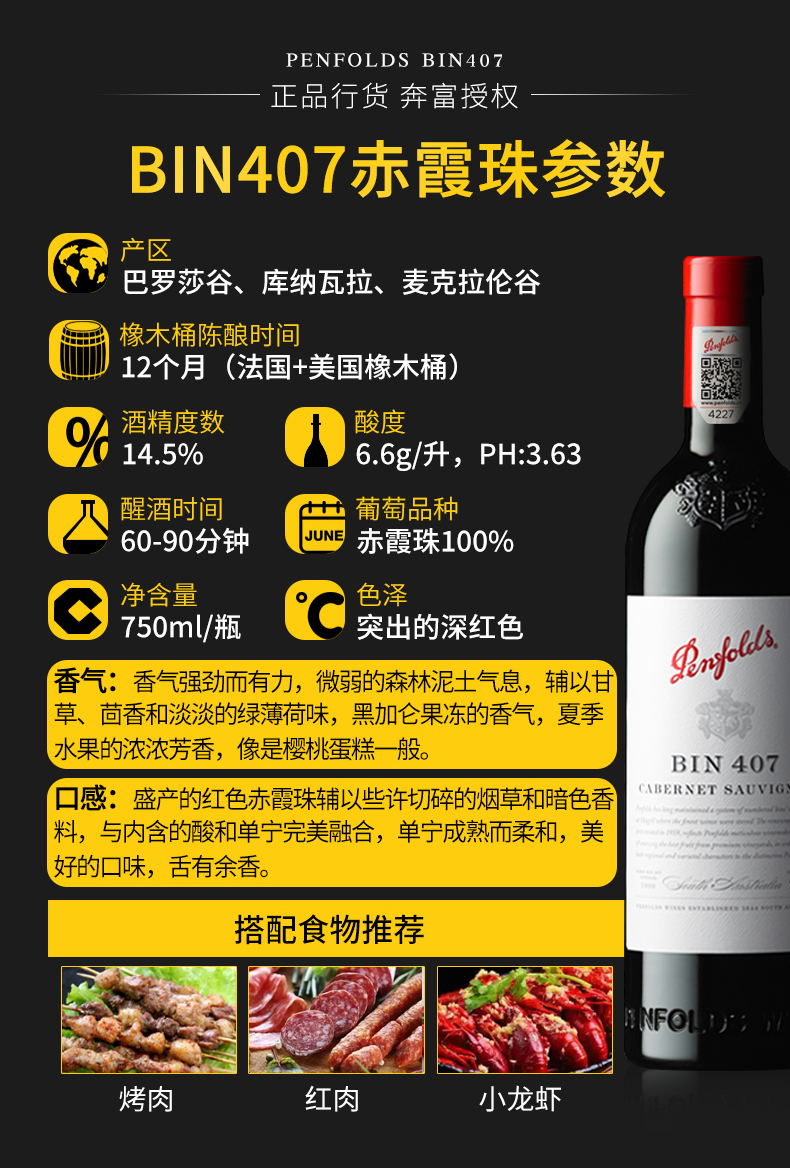 PENFOLDS BIN407
正品行货 奔富授权
BIN407赤霞珠参数
产区
巴罗莎谷、库纳瓦拉、麦克拉伦谷
橡木桶陈酿时间
12个月（法国+美国橡木桶）
%
酒精度数
14.5%
酸度
6.6g/升，PH:3.63
醒酒时间
60-90分钟
JUNE
葡萄品种
赤霞珠100%
净含量
750ml/瓶
℃
色泽
突出的深红色
香气：香气强劲而有力，微弱的森林泥土气息，辅以甘
草、茴香和淡淡的绿薄荷味，黑加仑果冻的香气，夏季
水果的浓浓芳香，像是樱桃蛋糕一般。
口感：盛产的红色赤霞珠辅以些许切碎的烟草和暗色香
料，与内含的酸和单宁完美融合，单宁成熟而柔和，美
好的口味，舌有余香。
搭配食物推荐
烤肉
红肉
小龙虾
Penfolds
4227
Penfolds.
BIN 407
CABERNET SAUVIGN